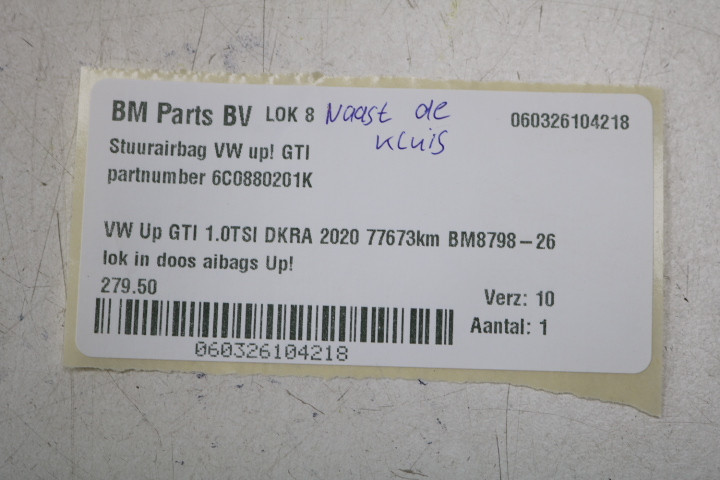 BM Parts BV LOK 8 Naast de kluis 060326104218
Stuurairbag VW up! GTI
partnumber 6C0880201K
VW Up GTI 1.0TSI DKRA 2020 77673km BM8798-26
lok in doos aibags Up!
279.50
Verz: 10
Aantal: 1
060326104218